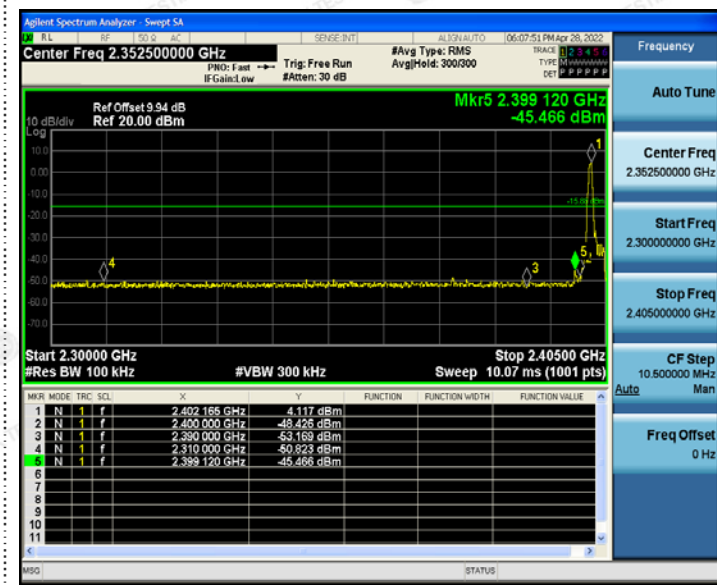 Agilent Spectrum Analyzer - Swept SA
RL RF 50 Ω AC SENSE:INT ALIGN AUTO 06:07:51 PM Apr 28, 2022
Center Freq 2.352500000 GHz
PNO: Fast
IFGain:Low
Trig: Free Run
#Atten: 30 dB
#Avg Type: RMS
Avg|Hold: 300/300
TRACE 1 2 3 4 5 6
TYPE M
DET P P P P P P
Frequency
Mkr5 2.399 120 GHz
-45.466 dBm
Ref Offset 9.94 dB
10 dB/div Ref 20.00 dBm
Log
10.0
0.00
-10.0
-20.0
-30.0
-40.0
-50.0
-60.0
-70.0
1
4
3
5
Start 2.30000 GHz Stop 2.40500 GHz
#Res BW 100 kHz #VBW 300 kHz Sweep 10.07 ms (1001 pts)
MKR MODE TRC SCL X Y FUNCTION FUNCTION WIDTH FUNCTION VALUE
1 N 1 f 2.402 165 GHz 4.117 dBm
2 N 1 f 2.400 000 GHz -48.426 dBm
3 N 1 f 2.390 000 GHz -53.169 dBm
4 N 1 f 2.310 000 GHz -50.823 dBm
5 N 1 f 2.399 120 GHz -45.466 dBm
6
7
8
9
10
11
MSG STATUS
Auto Tune
Center Freq
2.352500000 GHz
Start Freq
2.300000000 GHz
Stop Freq
2.405000000 GHz
CF Step
10.500000 MHz
Auto Man
Freq Offset
0 Hz